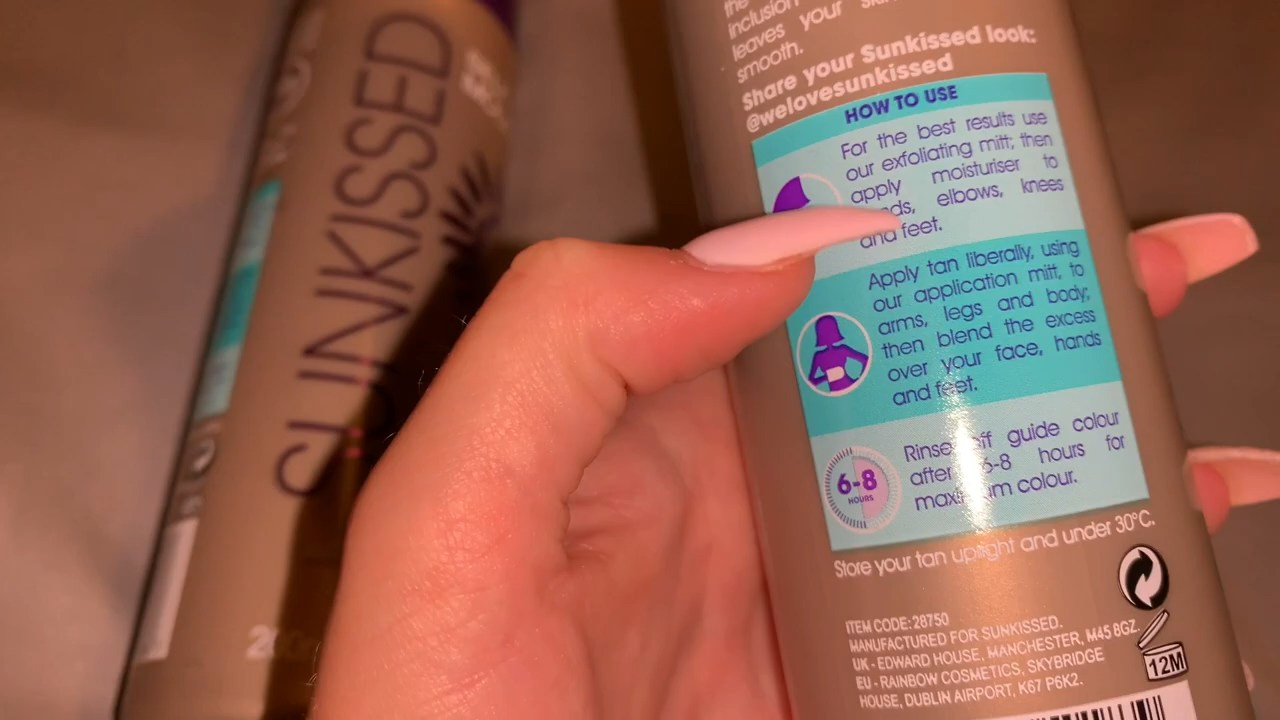 SUNKISSED
inclusion
leaves your
smooth.
Share your Sunkissed look:
@welovesunkissed
HOW TO USE
For the best results use
our exfoliating mitt; then
apply moisturiser to
elbows, knees
and feet.
Apply tan liberally, using
our application mitt, to
arms, legs and body;
then blend the excess
over your face, hands
and feet.
6-8
HOURS
Rinse off guide colour
after 6-8 hours for
maximum colour.
Store your tan upright and under 30°C.
ITEM CODE: 28750
MANUFACTURED FOR SUNKISSED.
UK - EDWARD HOUSE, MANCHESTER, M45 8GZ.
EU - RAINBOW COSMETICS, SKYBRIDGE
HOUSE, DUBLIN AIRPORT, K67 P6K2.
12M